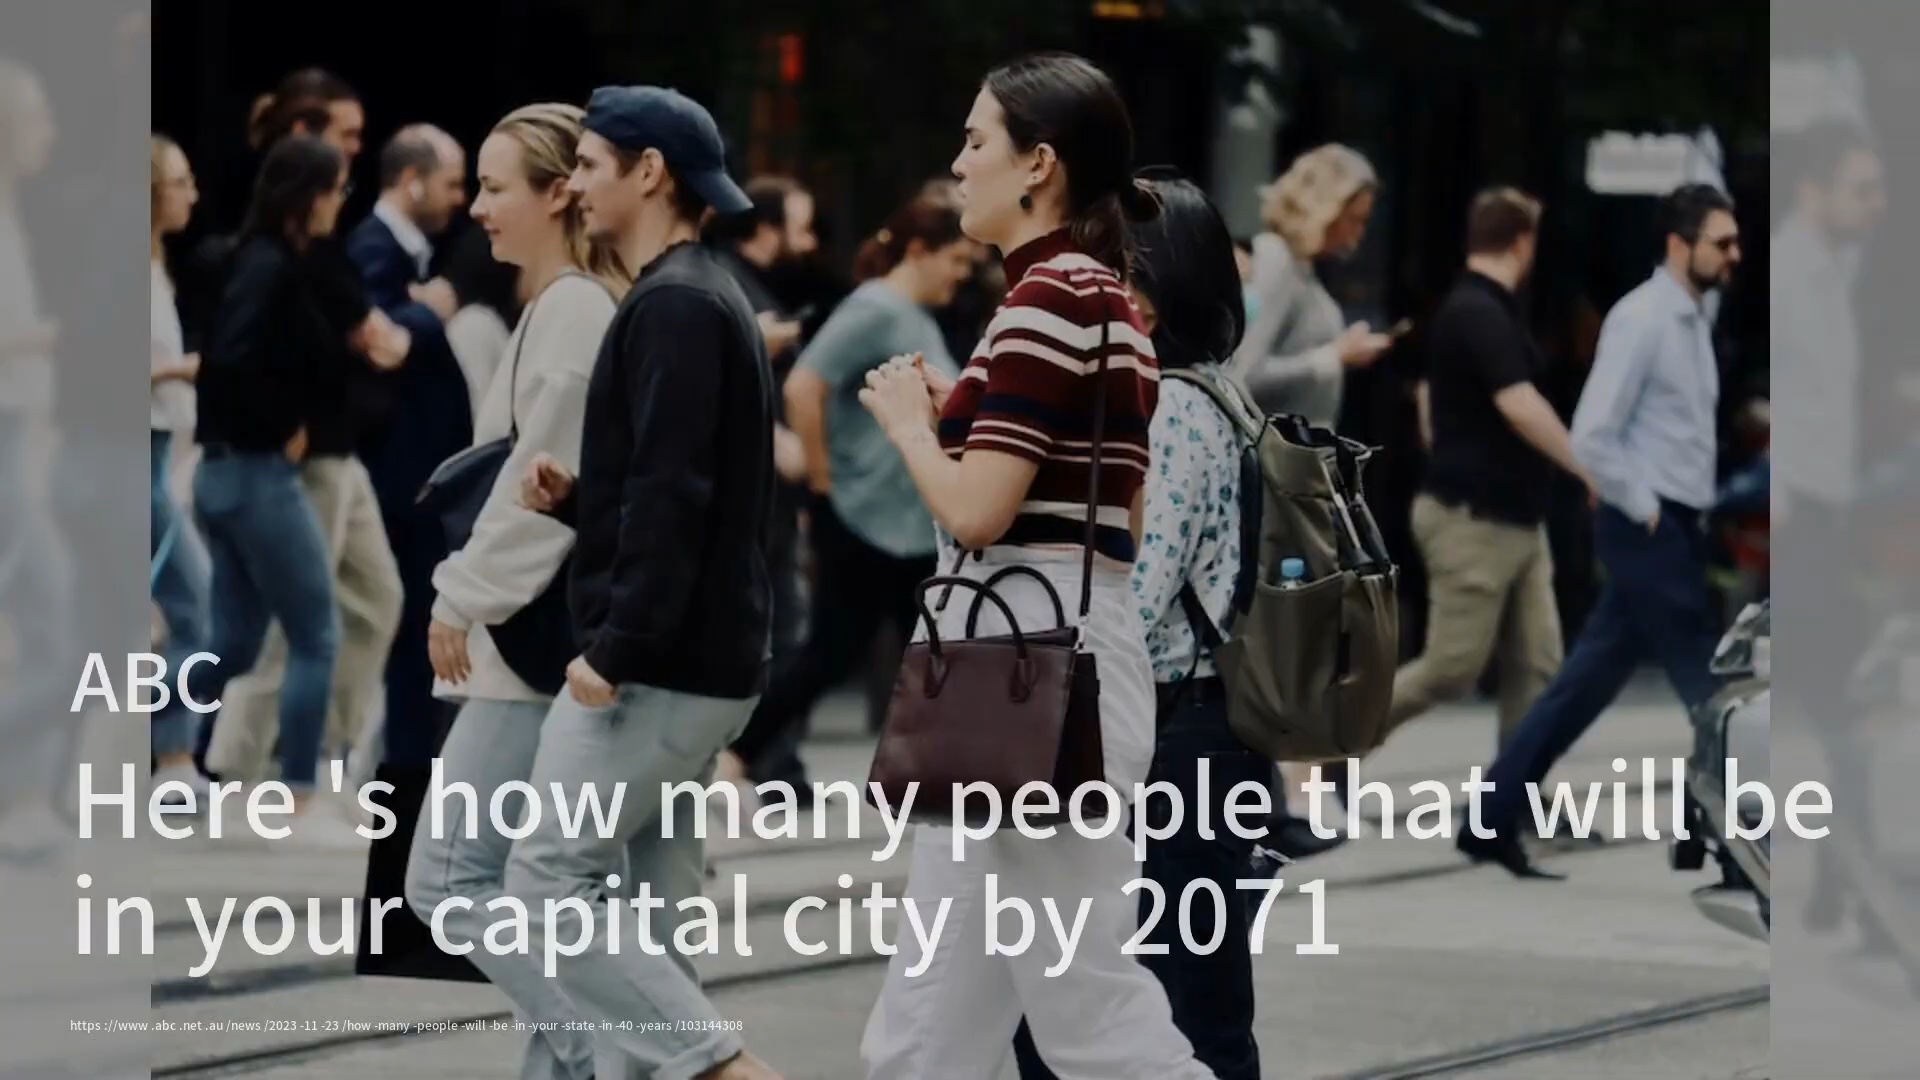 ABC
Here 's how many people that will be
in your capital city by 2071
https ://www .abc .net .au /news /2023 -11 -23 /how -many -people -will -be -in -your -state -in -40 -years /103144308